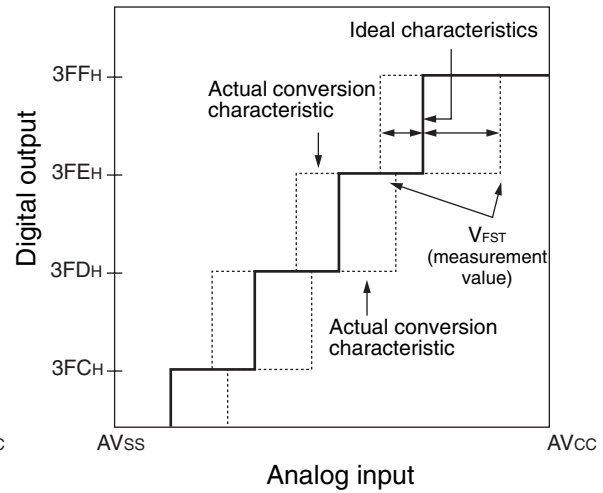 Ideal characteristics
3FFH
Actual conversion
characteristic
3FEH
VFST
(measurement
value)
Digital output
3FDH
Actual conversion
characteristic
3FCH
C
AVSS
AVCC
Analog input